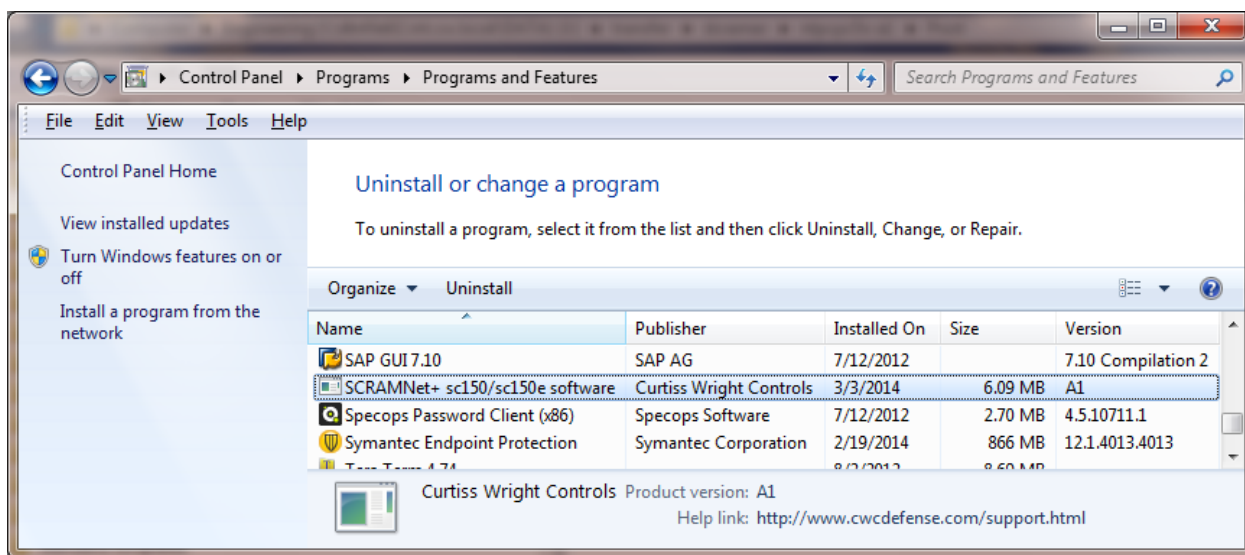 Control Panel ▸ Programs ▸ Programs and Features
Search Programs and Features
File Edit View Tools Help
Control Panel Home
View installed updates
Turn Windows features on or
off
Install a program from the
network
Uninstall or change a program
To uninstall a program, select it from the list and then click Uninstall, Change, or Repair.
Organize Uninstall
Name Publisher Installed On Size Version
SAP GUI 7.10 SAP AG 7/12/2012 7.10 Compilation 2
SCRAMNet+ sc150/sc150e software Curtiss Wright Controls 3/3/2014 6.09 MB A1
Specops Password Client (x86) Specops Software 7/12/2012 2.70 MB 4.5.10711.1
Symantec Endpoint Protection Symantec Corporation 2/19/2014 866 MB 12.1.4013.4013
Curtiss Wright Controls Product version: A1
Help link: http://www.cwcdefense.com/support.html